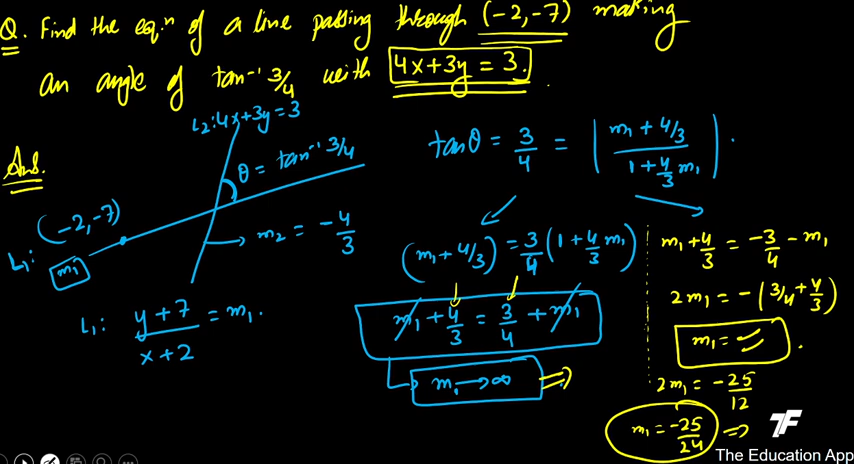 Q. Find the eq.ⁿ of a line passing through (-2,-7) making
an angle of tan⁻¹ 3/4 with 4x+3y = 3.
Ans.
L₂: 4x+3y = 3
θ = tan⁻¹ 3/4
(-2,-7)
L₁:
m₁
m₂ = -4/3
L₁: (y+7)/(x+2) = m₁.
tanθ = 3/4 = | (m₁ + 4/3)/(1 + 4/3 m₁) | .
(m₁ + 4/3) = 3/4 (1 + 4/3 m₁)
m₁ + 4/3 = 3/4 + m₁
m₁ → ∞ ⇒
m₁ + 4/3 = -3/4 - m₁
2m₁ = -(3/4 + 4/3)
m₁ =
2m₁ = -25/12
m₁ = -25/24 ⇒
The Education App